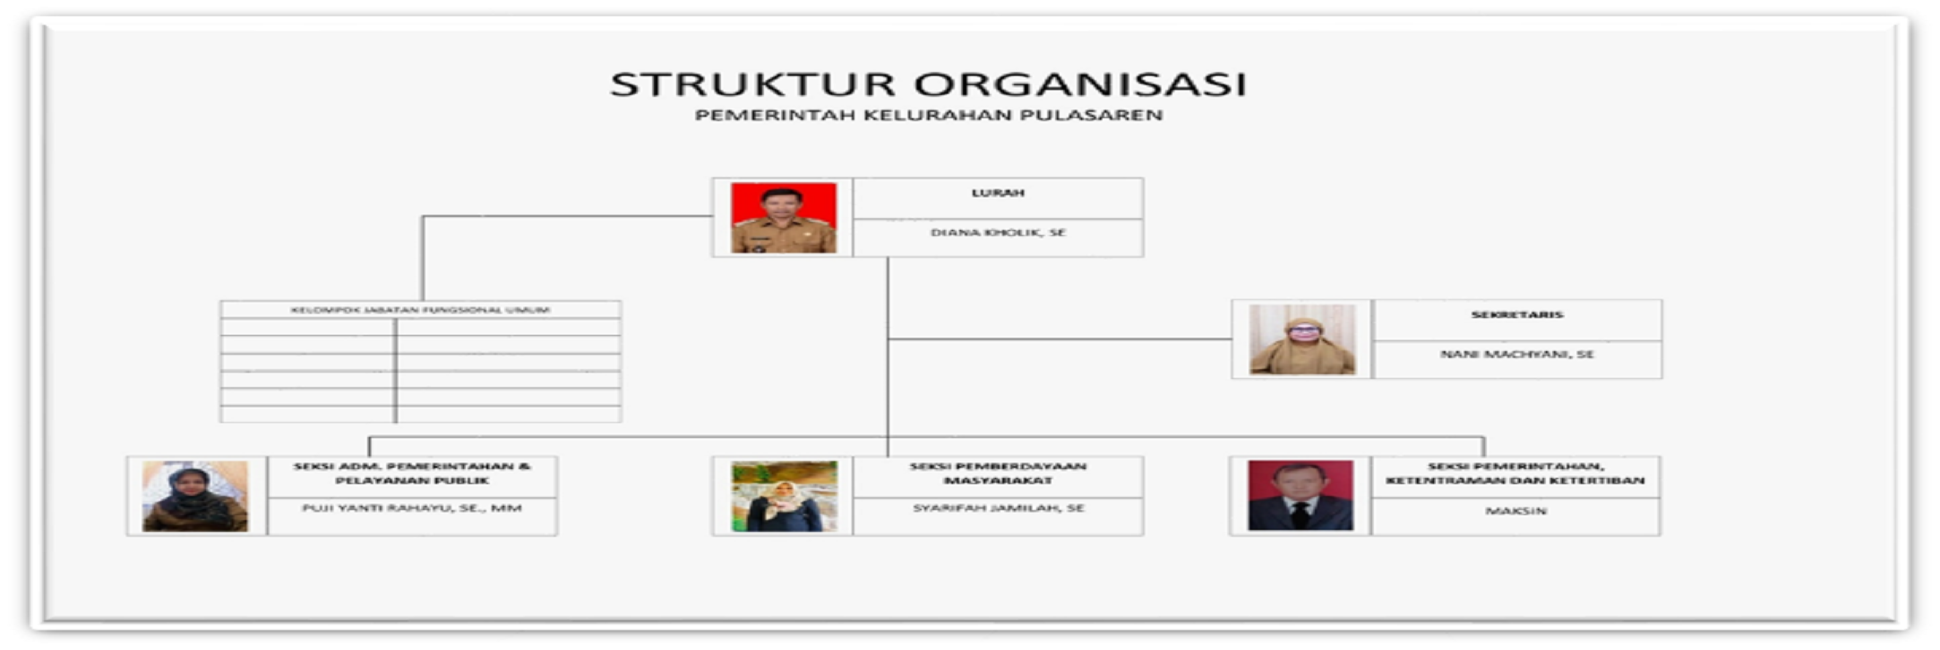 STRUKTUR ORGANISASI
PEMERINTAH KELURAHAN PULASAREN
LURAH
DIANA KHOLIK, SE
KELOMPOK JABATAN FUNGSIONAL UMUM
SEKRETARIS
NANI MACHYANI, SE
SEKSI ADM. PEMERINTAHAN &
PELAYANAN PUBLIK
PUJI YANTI RAHAYU, SE., MM
SEKSI PEMBERDAYAAN
MASYARAKAT
SYARIFAH JAMILAH, SE
SEKSI PEMERINTAHAN,
KETENTRAMAN DAN KETERTIBAN
MAKSIN